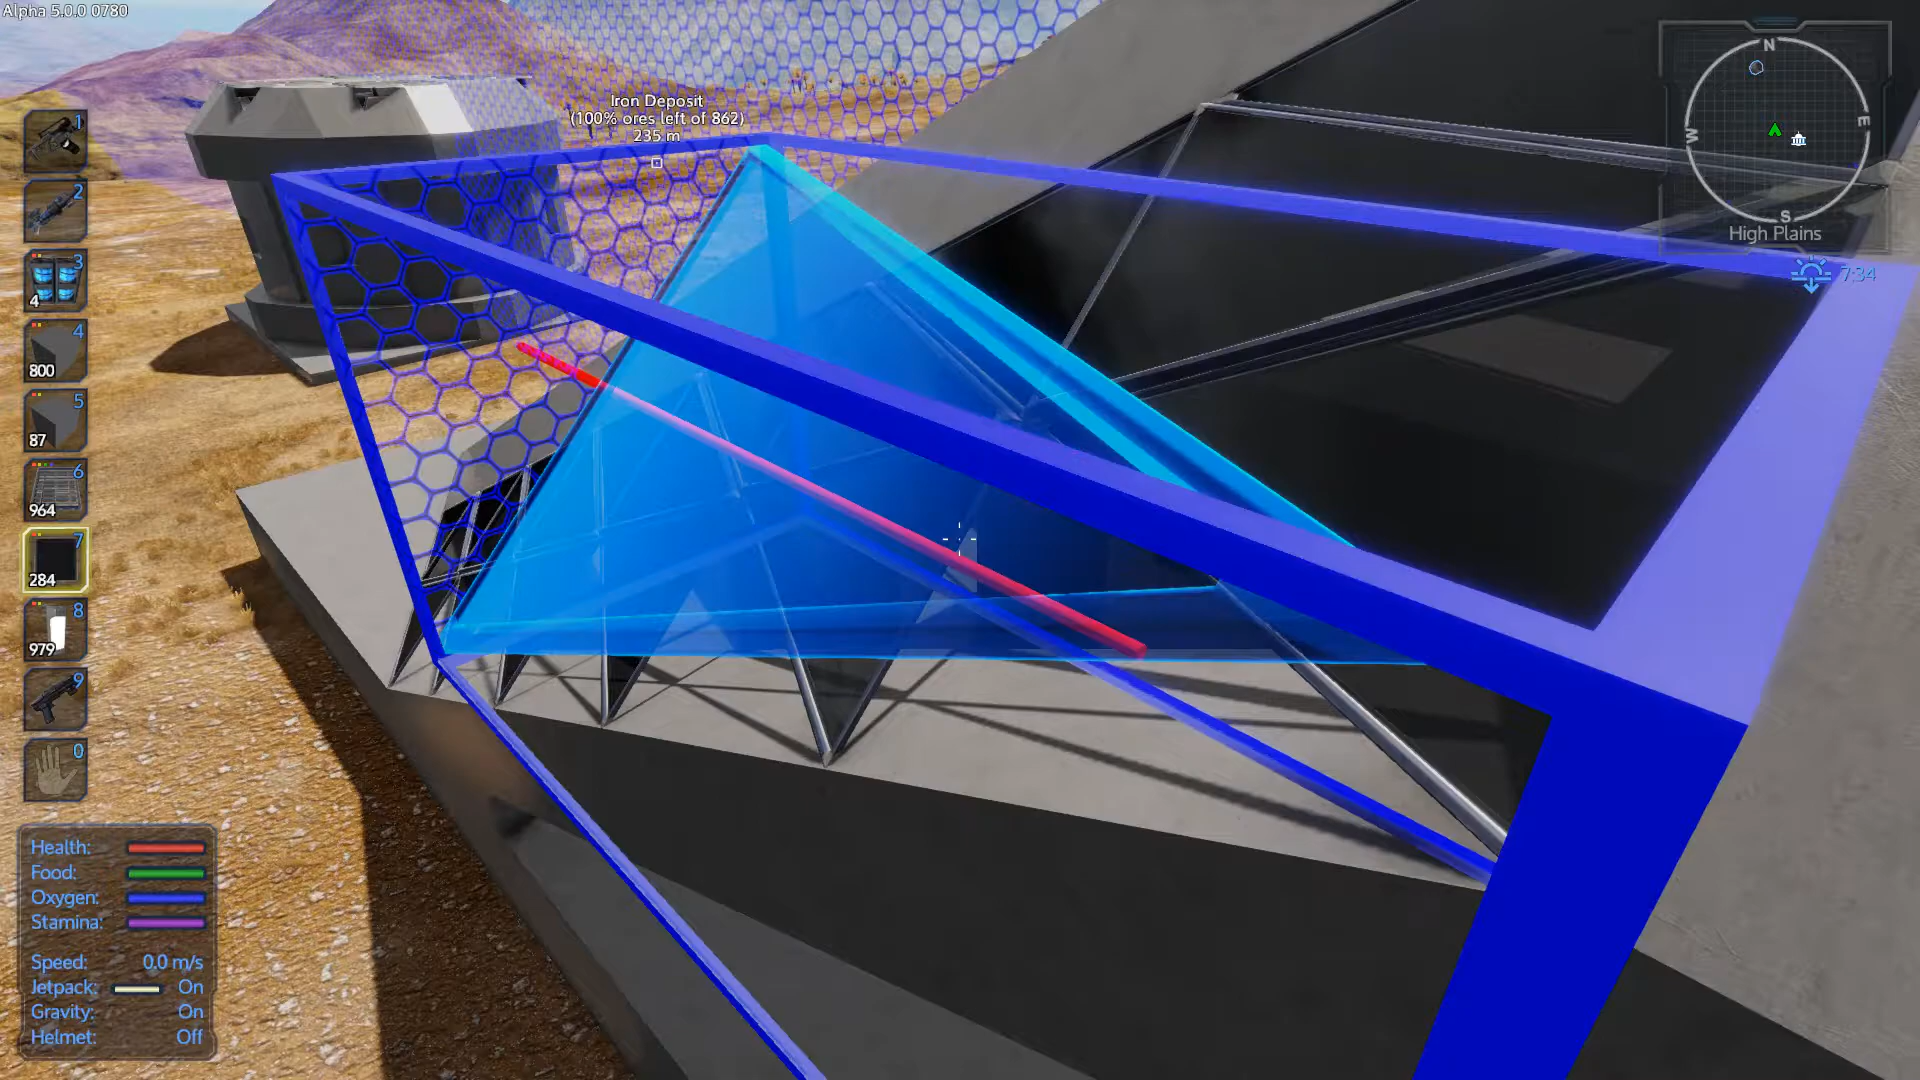 Alpha 5.0.0 0780
Iron Deposit
(100% ores left of 862)
235 m
N
E
S
W
High Plains
7:34
1
2
3
4
4
800
5
87
6
964
7
284
8
979
9
0
Health:
Food:
Oxygen:
Stamina:
Speed: 0.0 m/s
Jetpack: On
Gravity: On
Helmet: Off